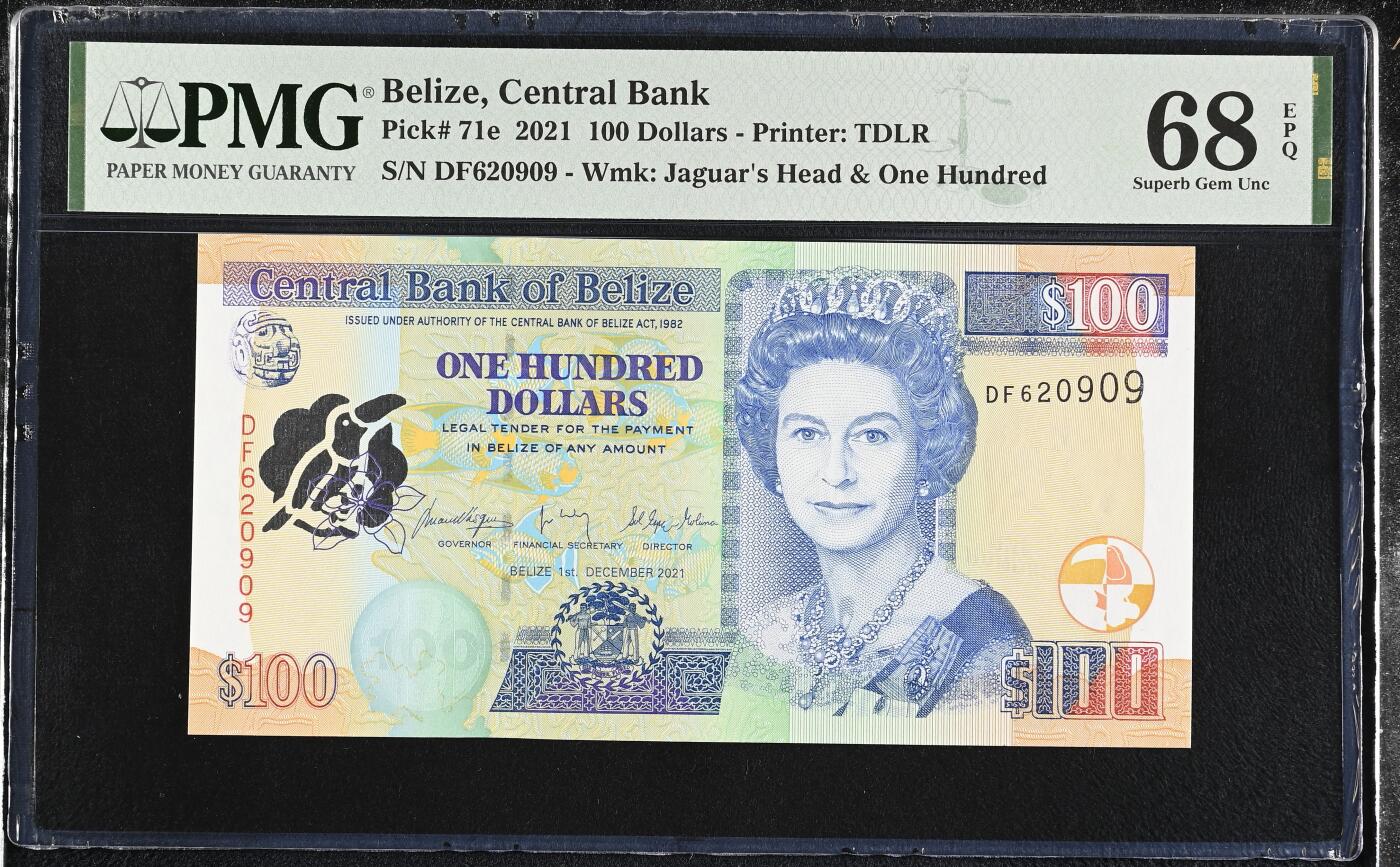 PMG®
PAPER MONEY GUARANTY
Belize, Central Bank
Pick# 71e 2021 100 Dollars - Printer: TDLR
S/N DF620909 - Wmk: Jaguar's Head & One Hundred
68
EPQ
Superb Gem Unc
Central Bank of Belize
ISSUED UNDER AUTHORITY OF THE CENTRAL BANK OF BELIZE ACT, 1982
$100
ONE HUNDRED
DOLLARS
LEGAL TENDER FOR THE PAYMENT
IN BELIZE OF ANY AMOUNT
DF620909
DF620909
GOVERNOR FINANCIAL SECRETARY DIRECTOR
BELIZE 1st. DECEMBER 2021
100
$100
$100